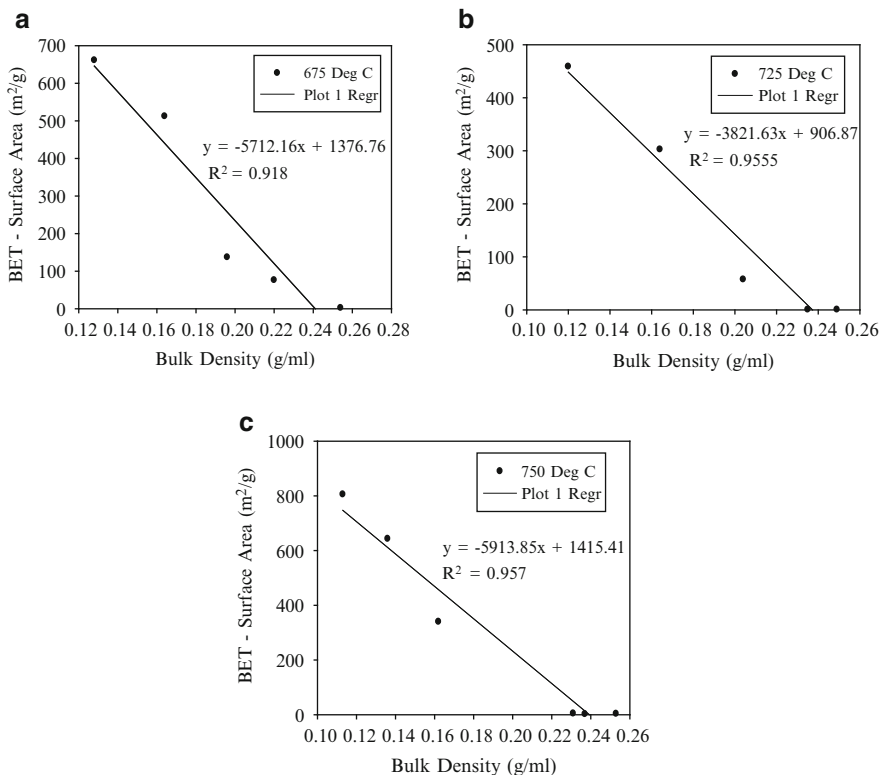 a
700
600
500
400
300
200
100
0
BET - Surface Area (m²/g)
675 Deg C
Plot 1 Regr
y = -5712.16x + 1376.76
R² = 0.918
0.12 0.14 0.16 0.18 0.20 0.22 0.24 0.26 0.28
Bulk Density (g/ml)
b
500
400
300
200
100
0
BET - Surface Area (m²/g)
725 Deg C
Plot 1 Regr
y = -3821.63x + 906.87
R² = 0.9555
0.10 0.12 0.14 0.16 0.18 0.20 0.22 0.24 0.26
Bulk Density (g/ml)
c
1000
800
600
400
200
0
BET - Surface Area (m²/g)
750 Deg C
Plot 1 Regr
y = -5913.85x + 1415.41
R² = 0.957
0.10 0.12 0.14 0.16 0.18 0.20 0.22 0.24 0.26
Bulk Density (g/ml)